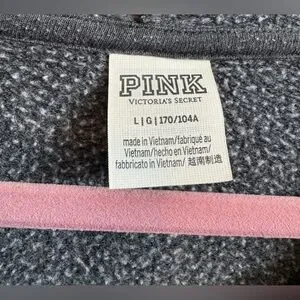 PINK
VICTORIA'S SECRET
L | G | 170/104A
made in Vietnam/fabriqué au
Vietnam/hecho en Vietnam/
fabbricato in Vietnam/ 越南制造